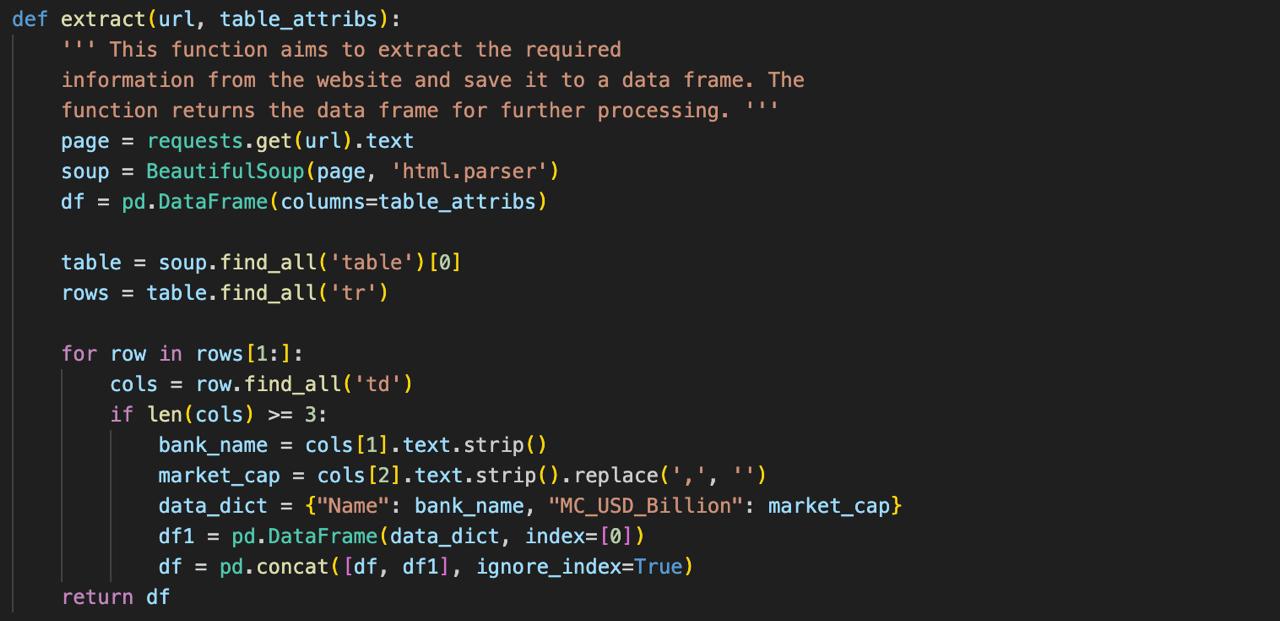 def extract(url, table_attribs):
    ''' This function aims to extract the required
    information from the website and save it to a data frame. The
    function returns the data frame for further processing. '''
    page = requests.get(url).text
    soup = BeautifulSoup(page, 'html.parser')
    df = pd.DataFrame(columns=table_attribs)

    table = soup.find_all('table')[0]
    rows = table.find_all('tr')

    for row in rows[1:]:
        cols = row.find_all('td')
        if len(cols) >= 3:
            bank_name = cols[1].text.strip()
            market_cap = cols[2].text.strip().replace(',', '')
            data_dict = {"Name": bank_name, "MC_USD_Billion": market_cap}
            df1 = pd.DataFrame(data_dict, index=[0])
            df = pd.concat([df, df1], ignore_index=True)
    return df